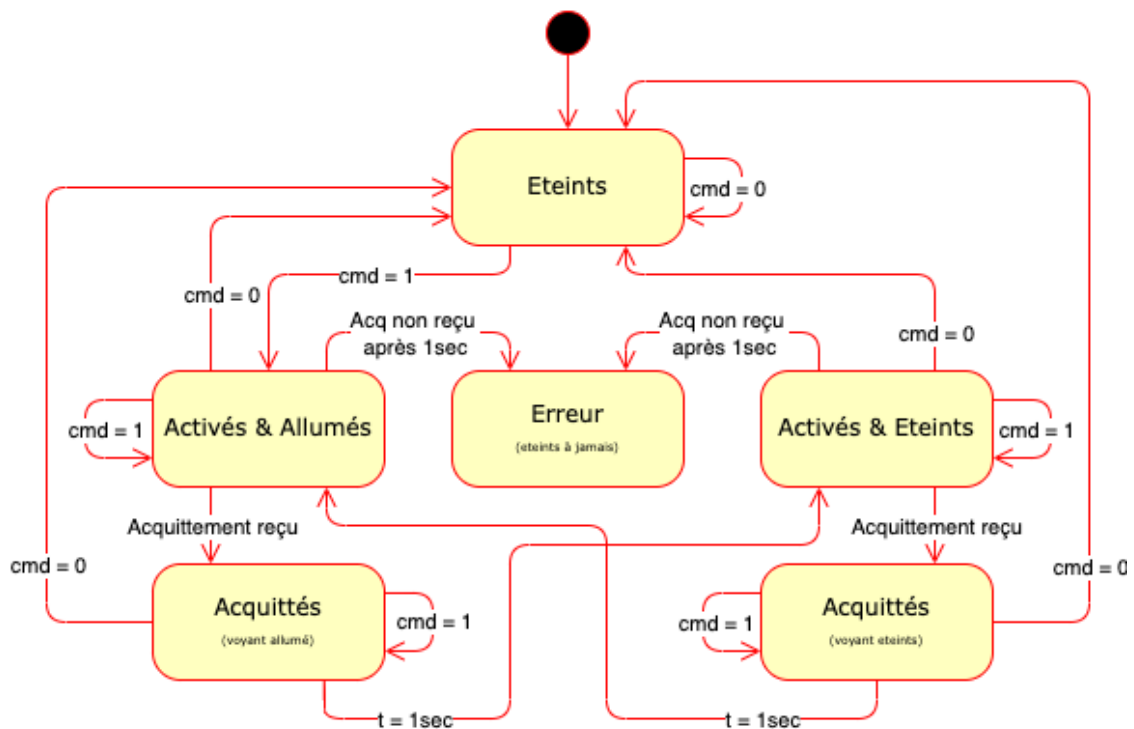 Eteints
cmd = 0
cmd = 1
cmd = 0
Acq non reçu
après 1sec
Acq non reçu
après 1sec
cmd = 0
Activés & Allumés
cmd = 1
Erreur
(eteints à jamais)
Activés & Eteints
cmd = 1
Acquittement reçu
Acquittement reçu
cmd = 0
cmd = 0
Acquittés
(voyant allumé)
cmd = 1
Acquittés
(voyant eteints)
cmd = 1
t = 1sec
t = 1sec